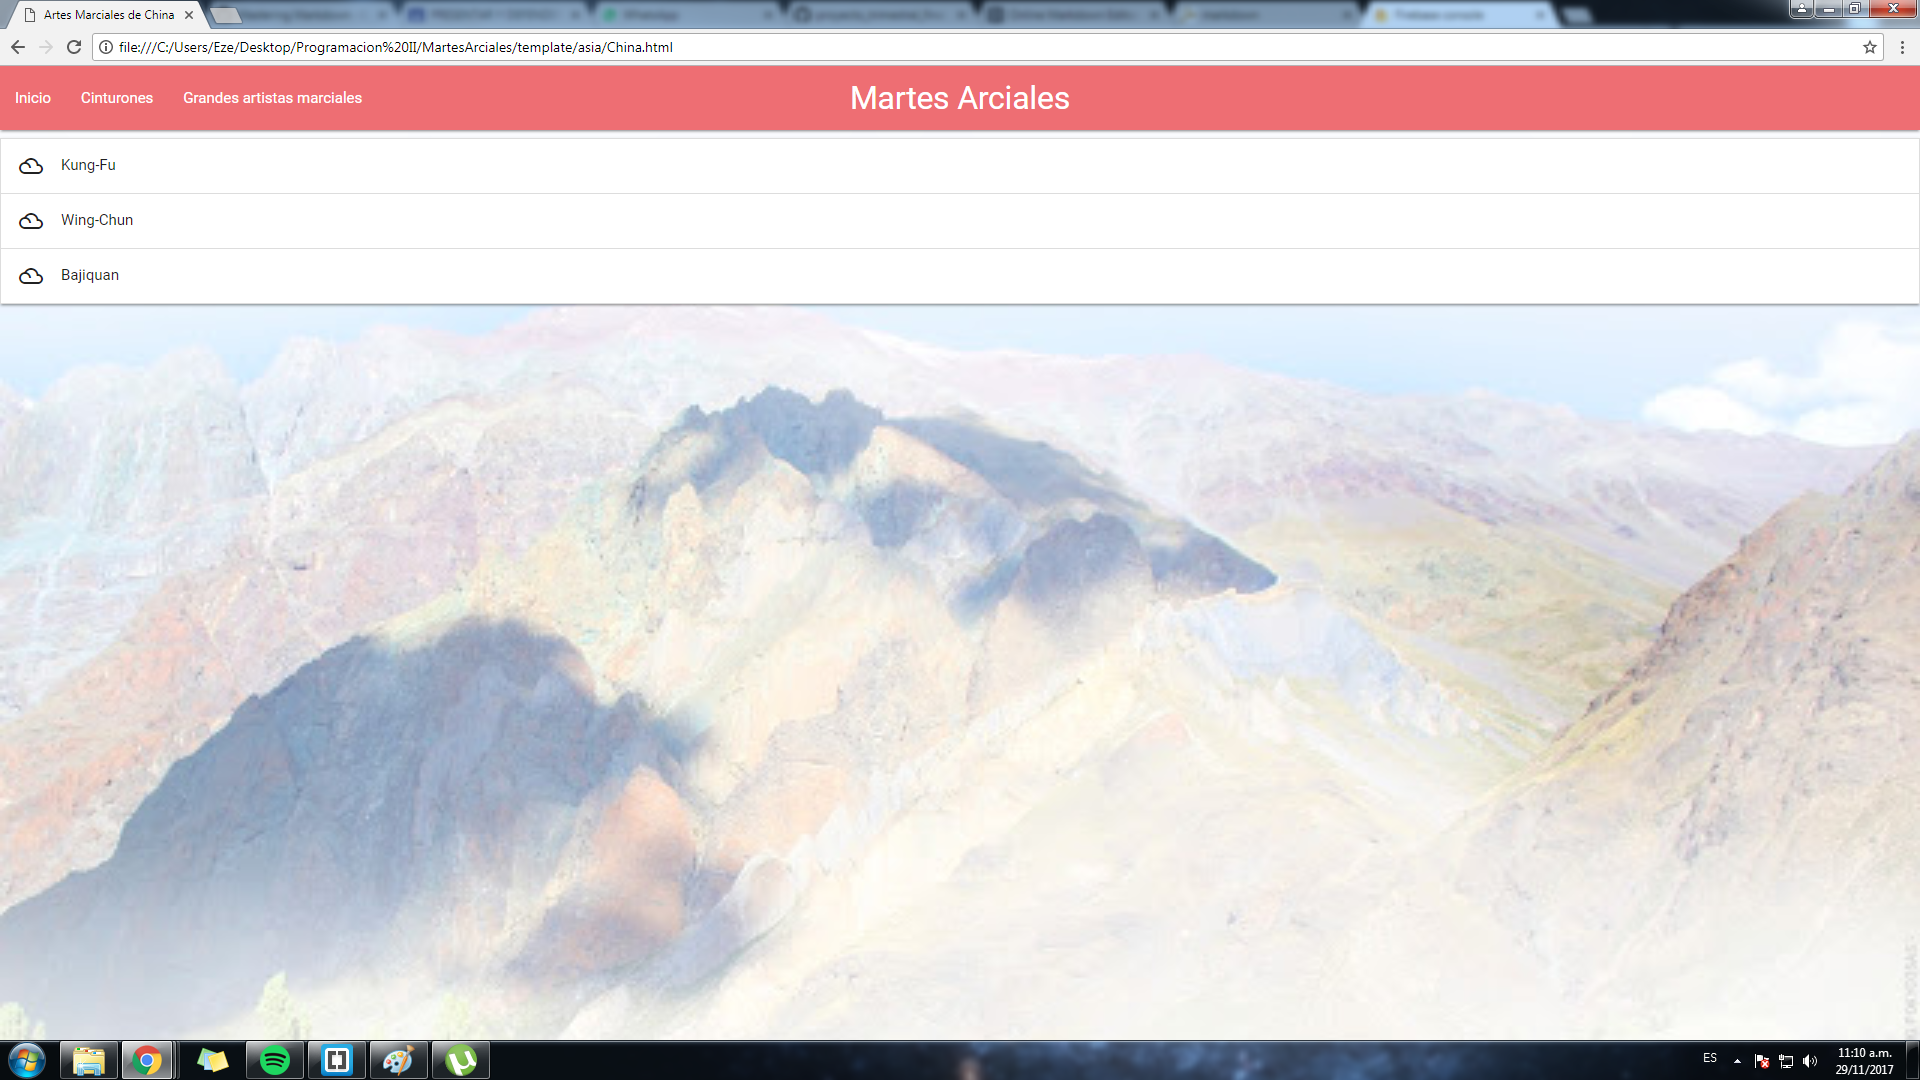 Artes Marciales de China
file:///C:/Users/Eze/Desktop/Programacion%20II/MartesArciales/template/asia/China.html
Inicio Cinturones Grandes artistas marciales Martes Arciales
Kung-Fu
Wing-Chun
Bajiquan
ES
11:10 a.m.
29/11/2017